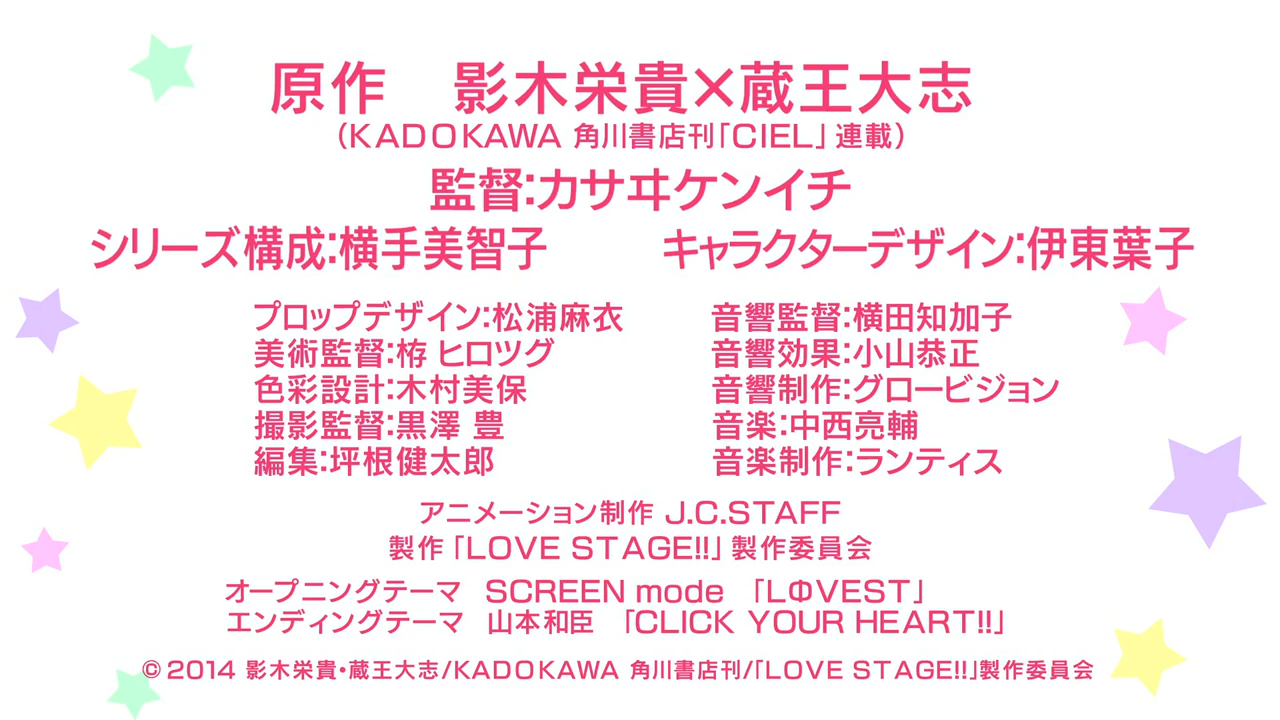 原作　影木栄貴×蔵王大志
（KADOKAWA 角川書店刊「CIEL」連載）
監督：カサヰケンイチ
シリーズ構成：横手美智子　キャラクターデザイン：伊東葉子
プロップデザイン：松浦麻衣　音響監督：横田知加子
美術監督：栫 ヒロツグ　音響効果：小山恭正
色彩設計：木村美保　音響制作：グロービジョン
撮影監督：黒澤 豊　音楽：中西亮輔
編集：坪根健太郎　音楽制作：ランティス
アニメーション制作 J.C.STAFF
製作「LOVE STAGE!!」製作委員会
オープニングテーマ　SCREEN mode　「LΦVEST」
エンディングテーマ　山本和臣　「CLICK YOUR HEART!!」
©2014 影木栄貴・蔵王大志/KADOKAWA 角川書店刊/「LOVE STAGE!!」製作委員会